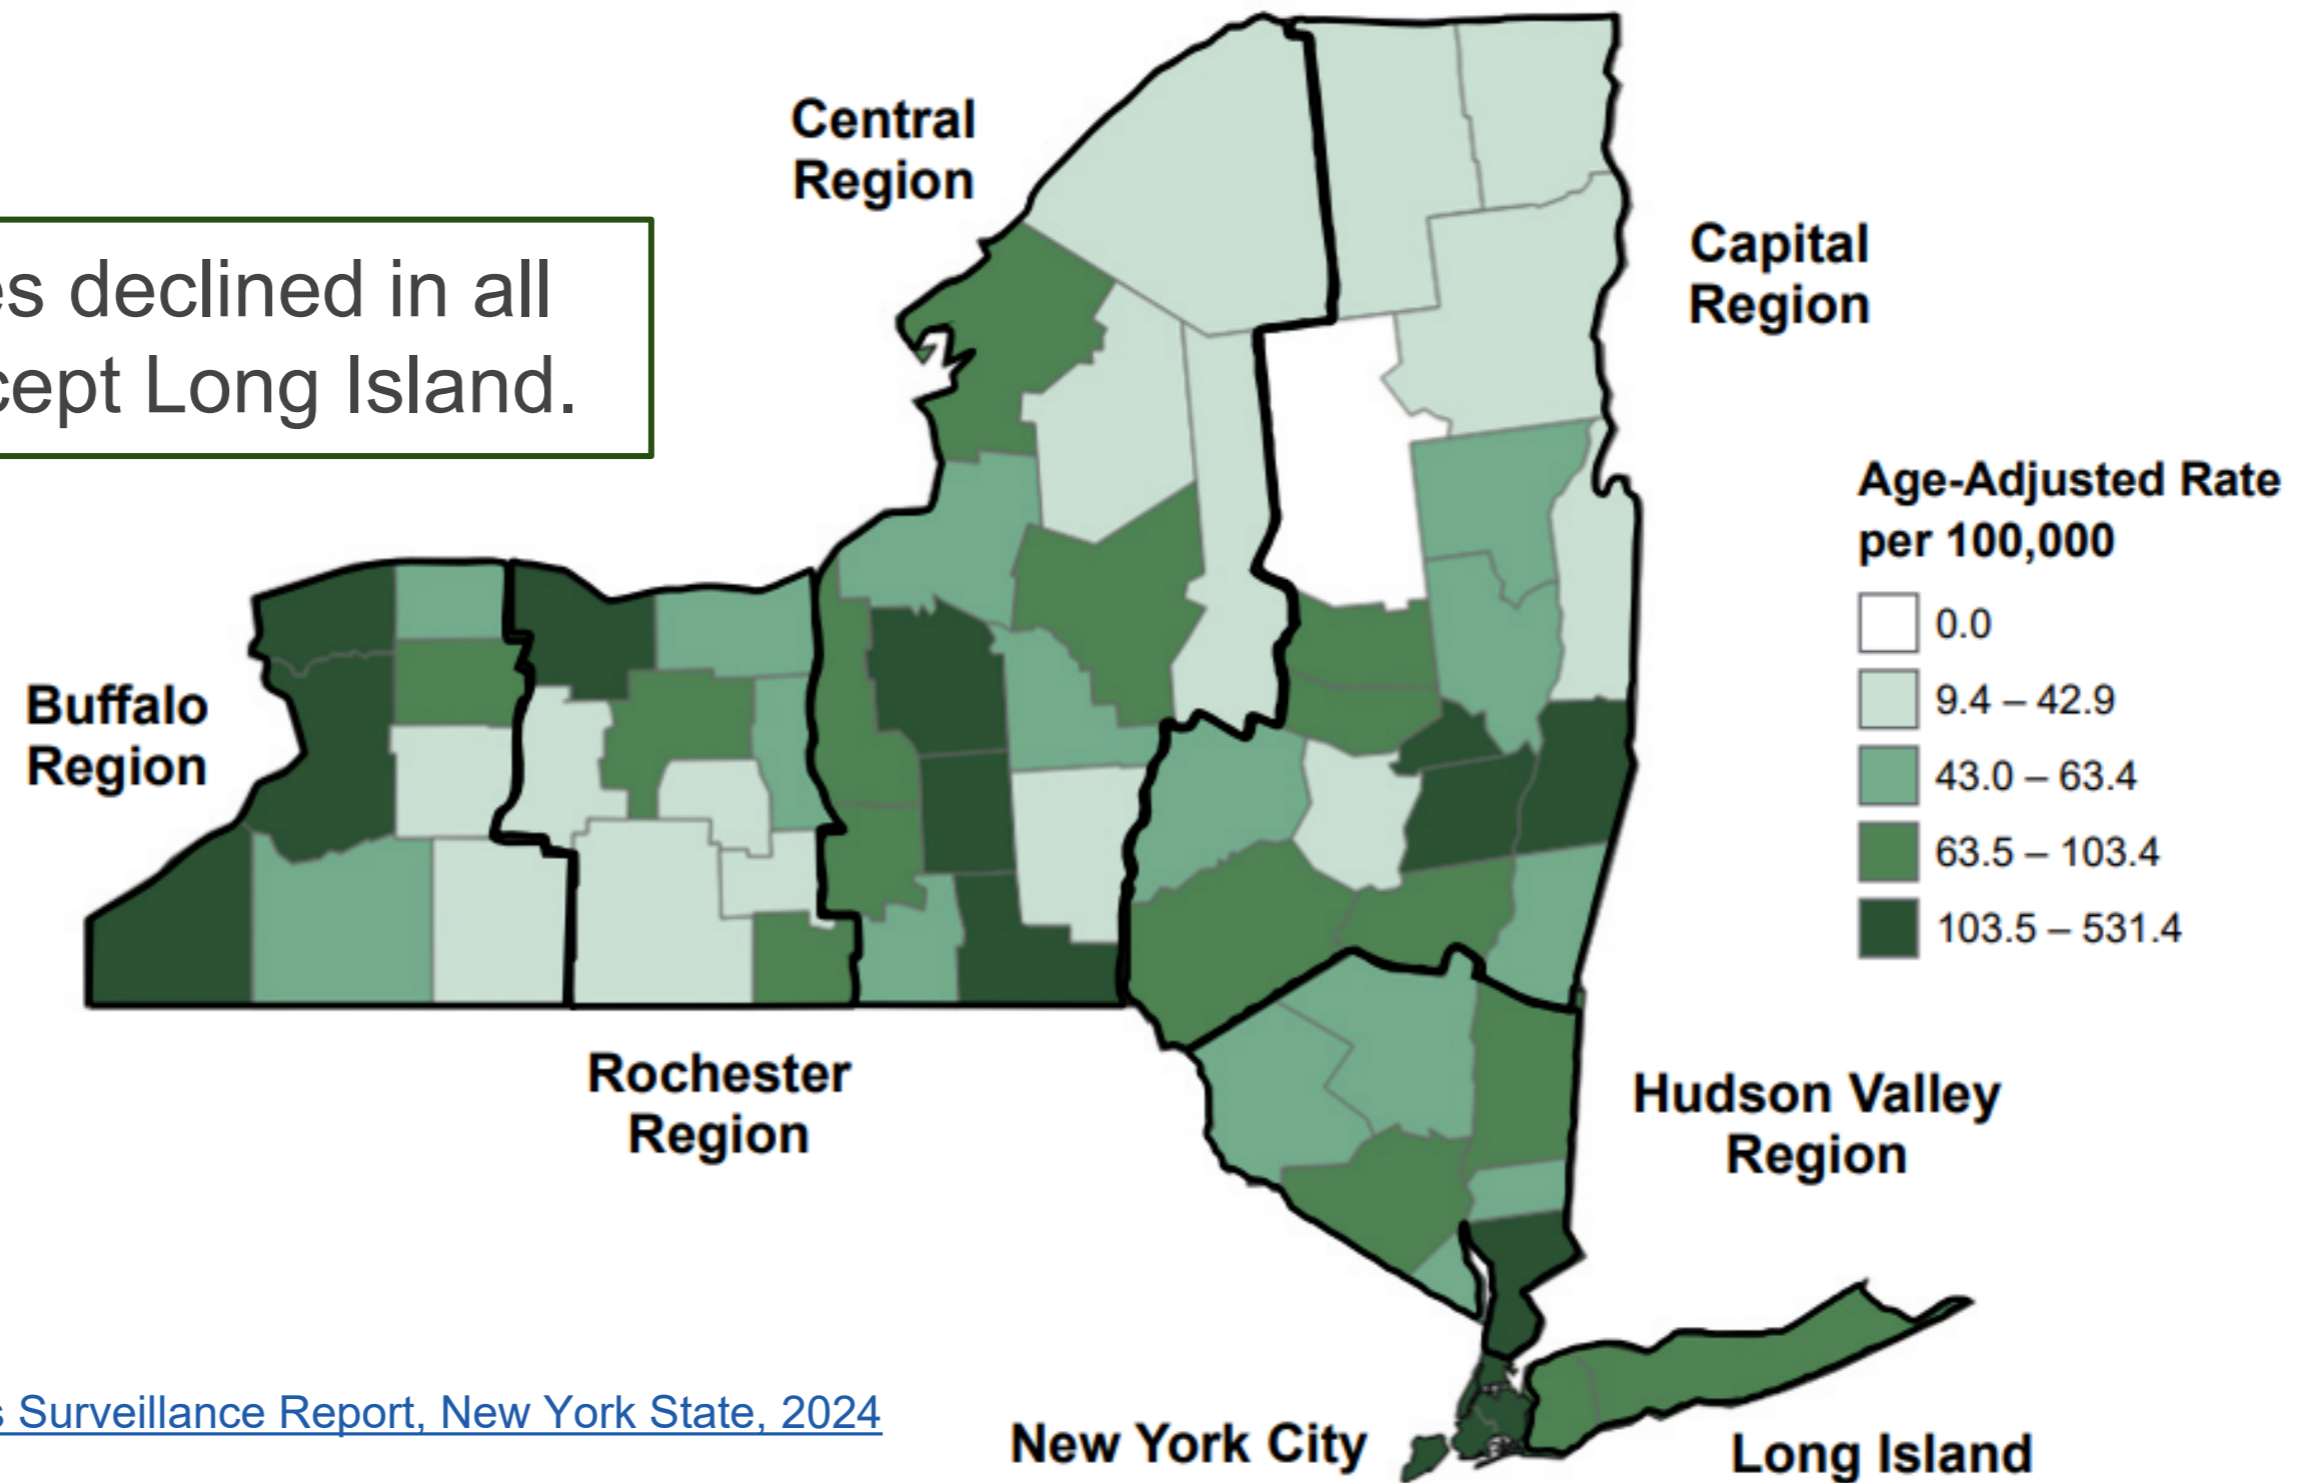 Central
Region
es declined in all
cept Long Island.
Capital
Region
Age-Adjusted Rate
per 100,000
0.0
9.4 – 42.9
43.0 – 63.4
63.5 – 103.4
103.5 – 531.4
Buffalo
Region
Rochester
Region
Hudson Valley
Region
s Surveillance Report, New York State, 2024
New York City
Long Island